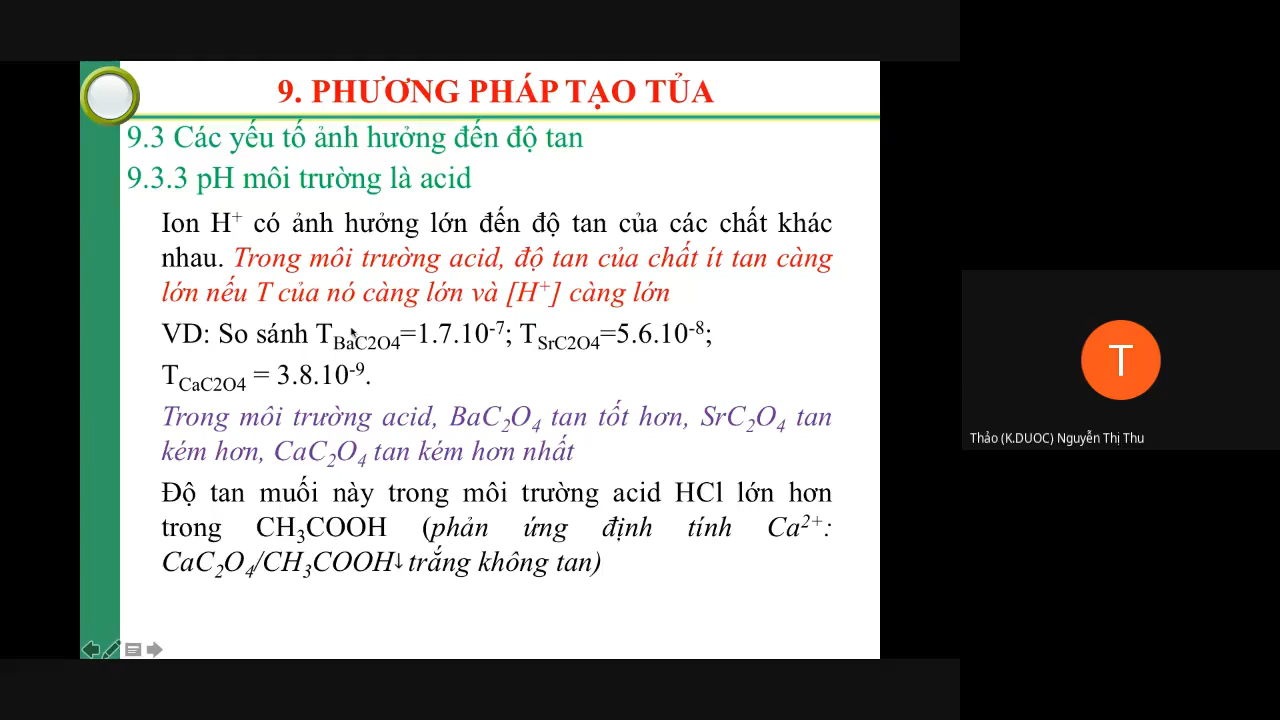 9. PHƯƠNG PHÁP TẠO TỦA
9.3 Các yếu tố ảnh hưởng đến độ tan
9.3.3 pH môi trường là acid
Ion H⁺ có ảnh hưởng lớn đến độ tan của các chất khác
nhau. Trong môi trường acid, độ tan của chất ít tan càng
lớn nếu T của nó càng lớn và [H⁺] càng lớn
VD: So sánh T_BaC2O4=1.7.10⁻⁷; T_SrC2O4=5.6.10⁻⁸;
T_CaC2O4 = 3.8.10⁻⁹.
Trong môi trường acid, BaC₂O₄ tan tốt hơn, SrC₂O₄ tan
kém hơn, CaC₂O₄ tan kém hơn nhất
Độ tan muối này trong môi trường acid HCl lớn hơn
trong CH₃COOH (phản ứng định tính Ca²⁺:
CaC₂O₄/CH₃COOH↓ trắng không tan)
T
Thảo (K.DUOC) Nguyễn Thị Thu